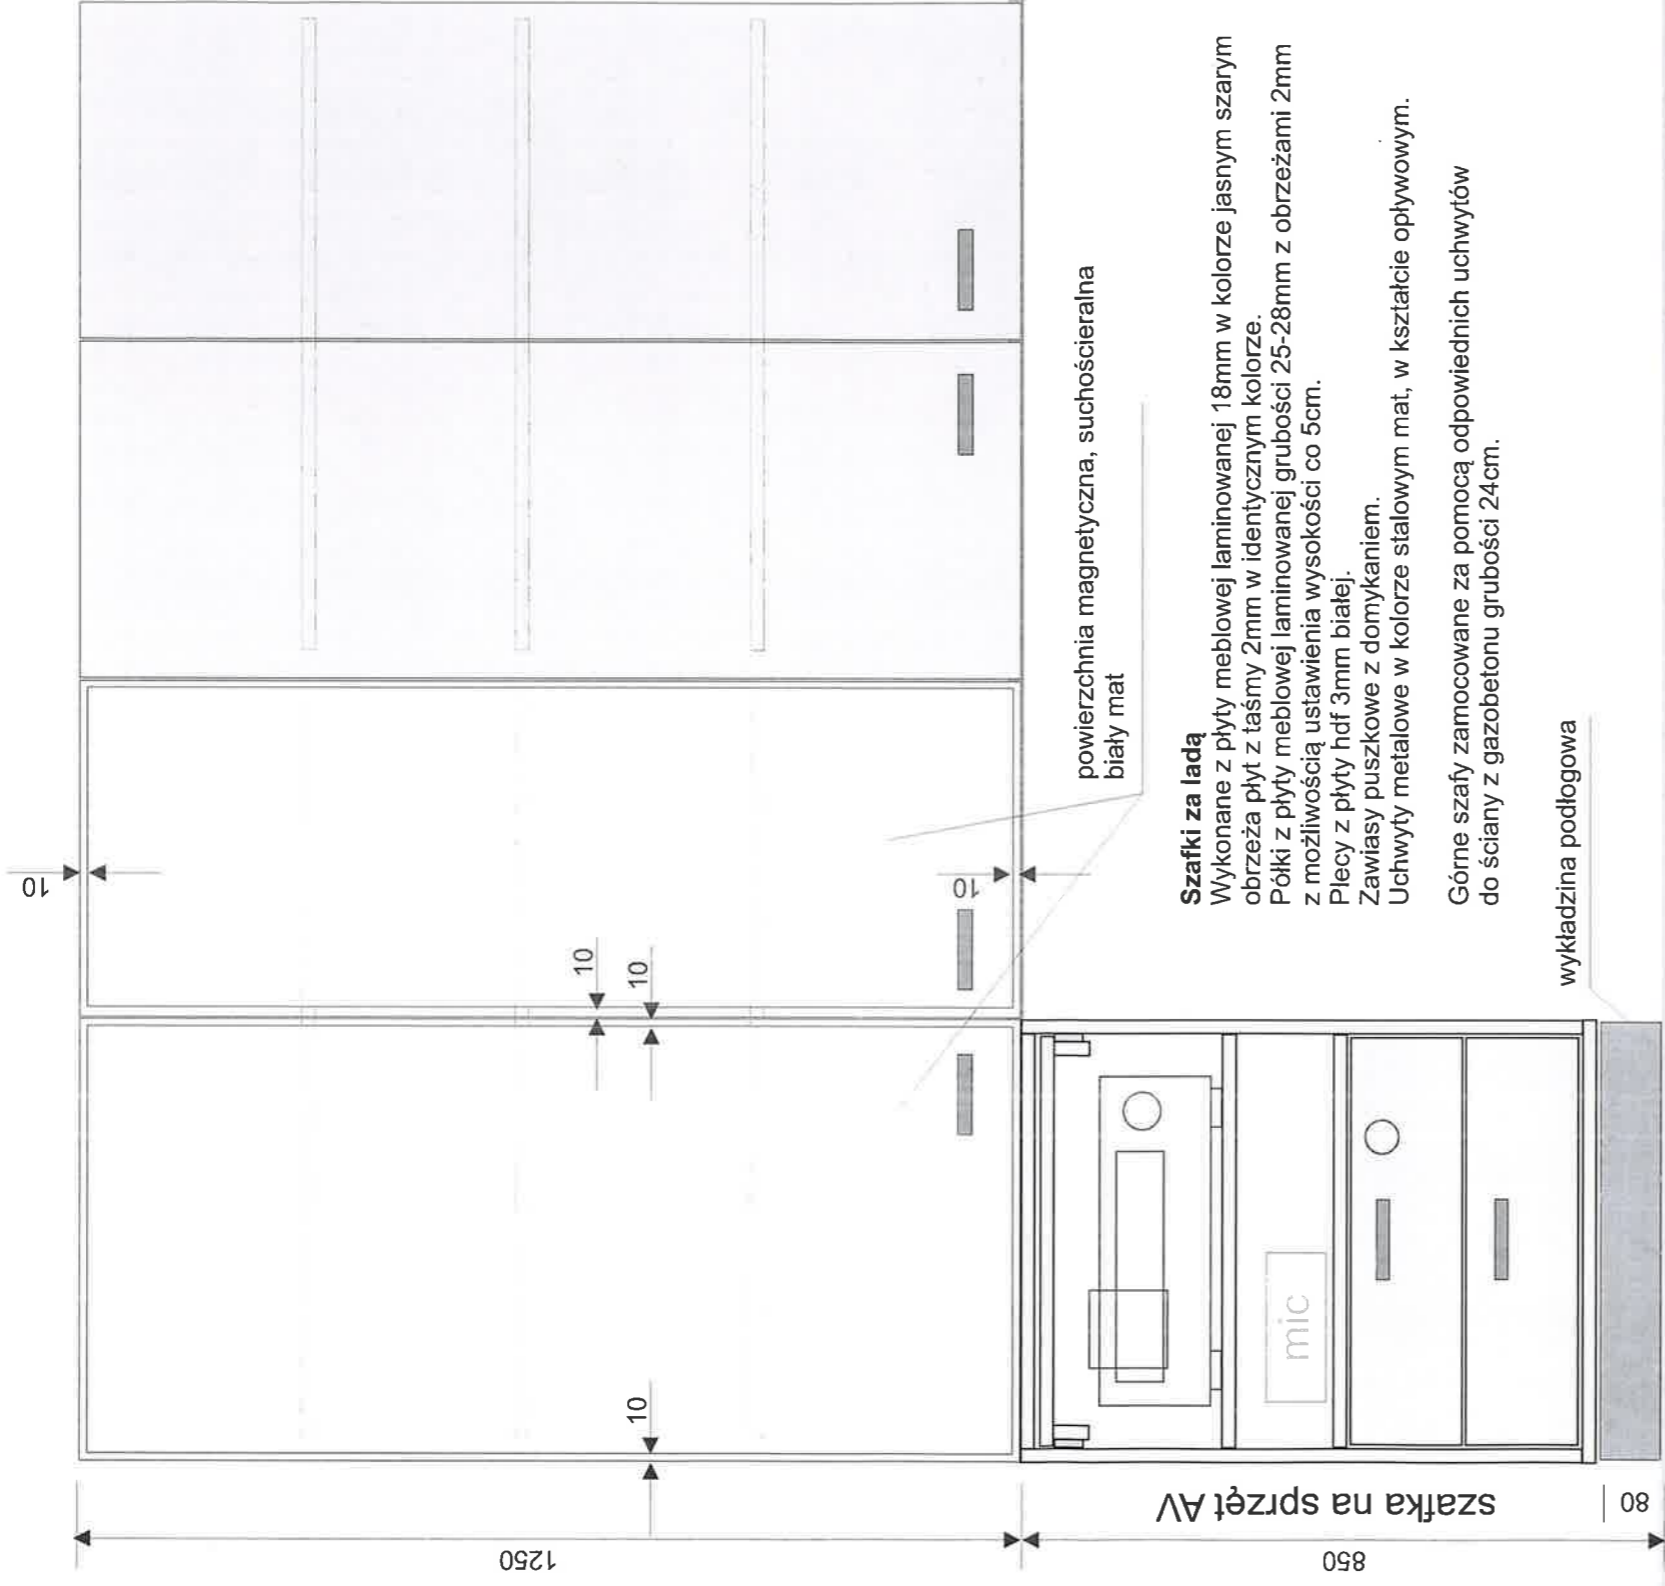 10
10
10
10
10
1250
850
80
szafka na sprzęt AV
mic
powierzchnia magnetyczna, suchościeralna
biały mat
Szafki za ladą
Wykonane z płyty meblowej laminowanej 18mm w kolorze jasnym szarym
obrzeża płyt z taśmy 2mm w identycznym kolorze.
Półki z płyty meblowej laminowanej grubości 25-28mm z obrzeżami 2mm
z możliwością ustawienia wysokości co 5cm.
Plecy z płyty hdf 3mm białej.
Zawiasy puszkowe z domykaniem.
Uchwyty metalowe w kolorze stalowym mat, w kształcie opływowym.
Górne szafy zamocowane za pomocą odpowiednich uchwytów
do ściany z gazobetonu grubości 24cm.
wykładzina podłogowa